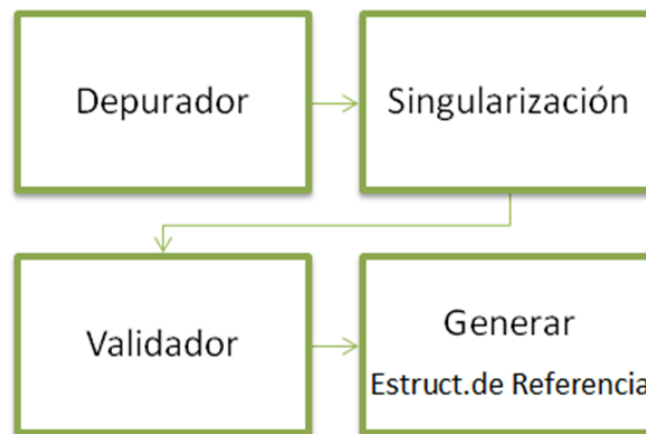 Depurador
Singularización
Validador
Generar
Estruct.de Referencia